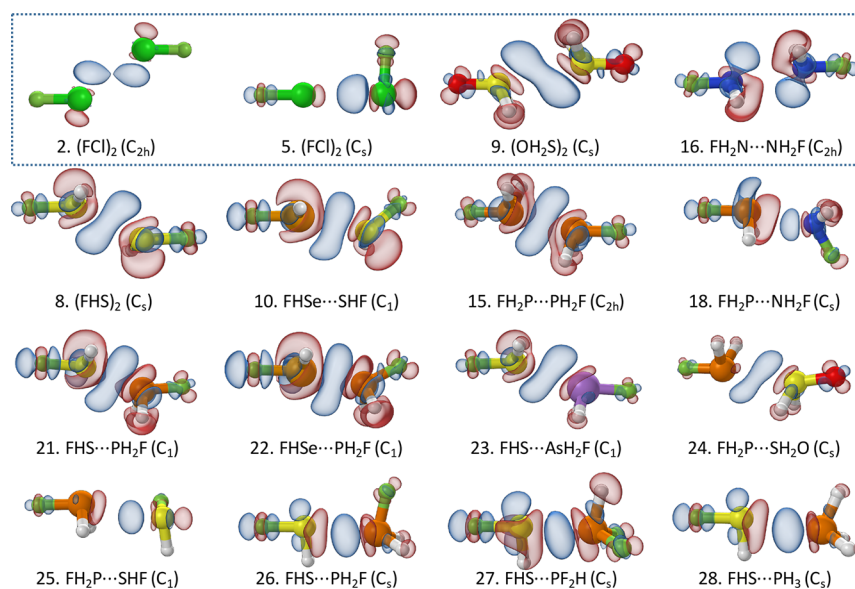 2. (FCl)₂ (C₂ₕ)
5. (FCl)₂ (Cₛ)
9. (OH₂S)₂ (Cₛ)
16. FH₂N⋯NH₂F (C₂ₕ)
8. (FHS)₂ (Cₛ)
10. FHSe⋯SHF (C₁)
15. FH₂P⋯PH₂F (C₂ₕ)
18. FH₂P⋯NH₂F (Cₛ)
21. FHS⋯PH₂F (C₁)
22. FHSe⋯PH₂F (C₁)
23. FHS⋯AsH₂F (C₁)
24. FH₂P⋯SH₂O (Cₛ)
25. FH₂P⋯SHF (C₁)
26. FHS⋯PH₂F (Cₛ)
27. FHS⋯PF₂H (Cₛ)
28. FHS⋯PH₃ (Cₛ)